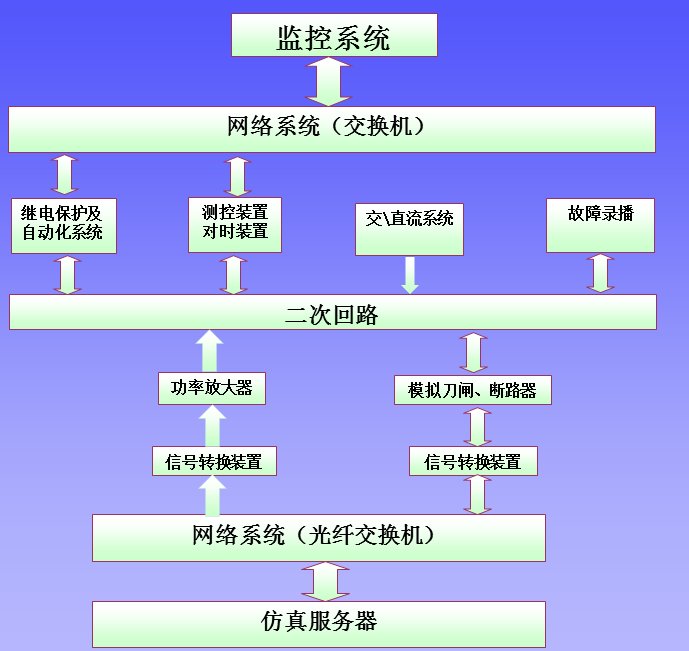 监控系统
网络系统（交换机）
继电保护及
自动化系统
测控装置
对时装置
交\直流系统
故障录播
二次回路
功率放大器
模拟刀闸、断路器
信号转换装置
信号转换装置
网络系统（光纤交换机）
仿真服务器